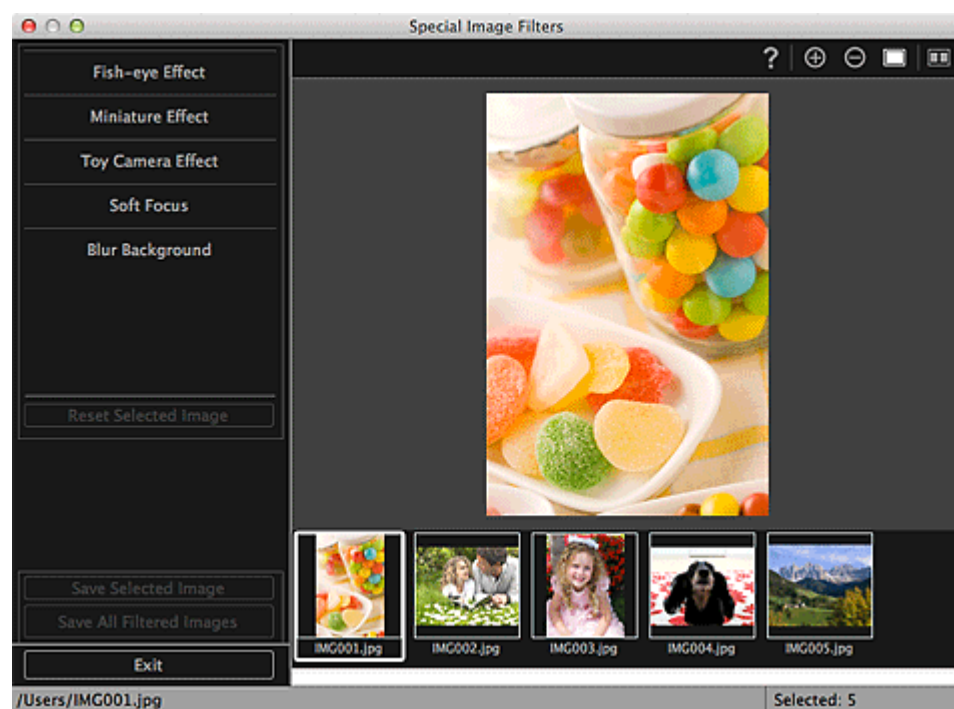 Special Image Filters
?
Fish-eye Effect
Miniature Effect
Toy Camera Effect
Soft Focus
Blur Background
Reset Selected Image
Save Selected Image
Save All Filtered Images
Exit
IMG001.jpg
IMG002.jpg
IMG003.jpg
IMG004.jpg
IMG005.jpg
/Users/IMG001.jpg
Selected: 5